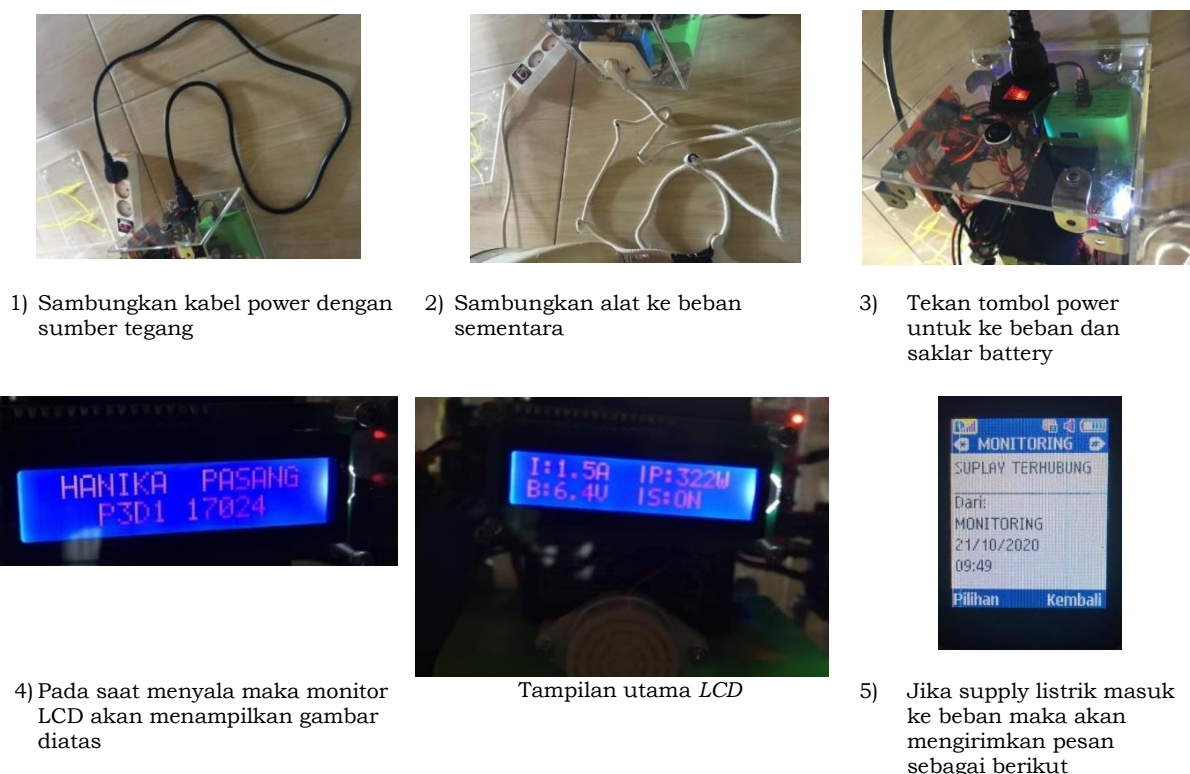 1) Sambungkan kabel power dengan
sumber tegang
2) Sambungkan alat ke beban
sementara
3) Tekan tombol power
untuk ke beban dan
saklar battery
HANIKA PASANG
P3D1 17024
I:1.5A IP:322W
B:6.4V IS:ON
MONITORING
SUPLAY TERHUBUNG
Dari:
MONITORING
21/10/2020
09:49
Pilihan Kembali
4) Pada saat menyala maka monitor
LCD akan menampilkan gambar
diatas
Tampilan utama LCD
5) Jika supply listrik masuk
ke beban maka akan
mengirimkan pesan
sebagai berikut